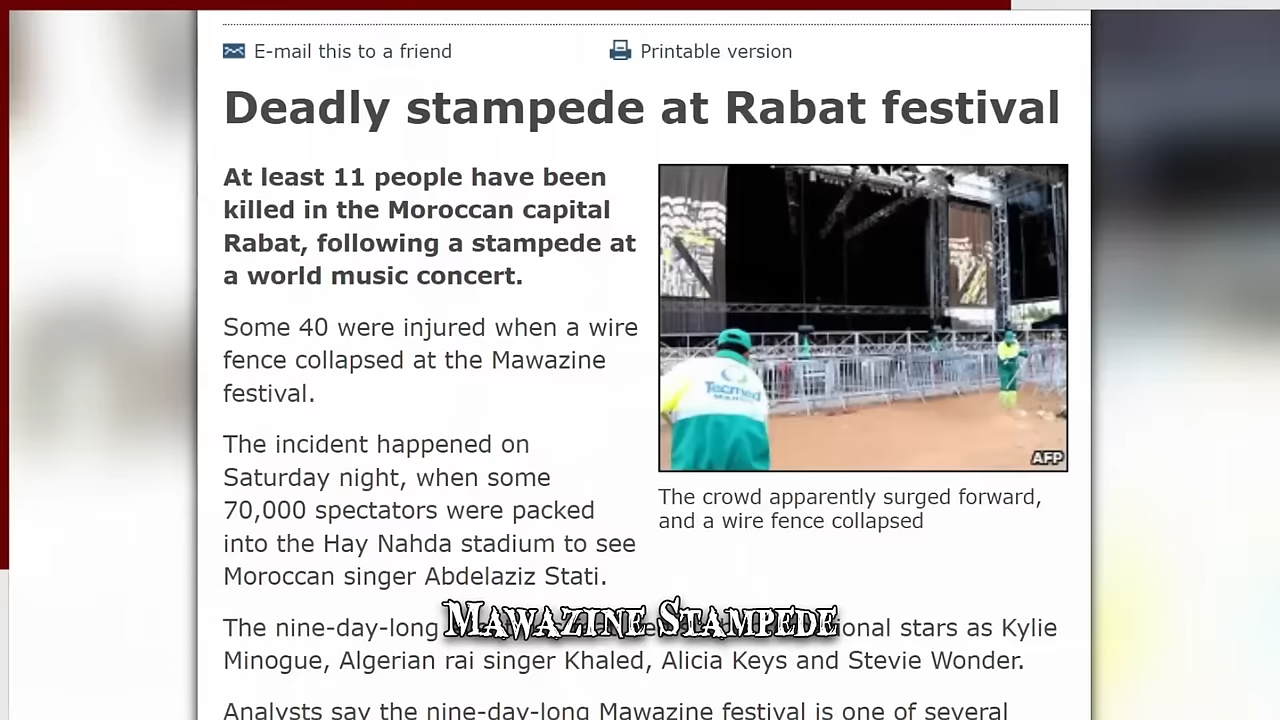 E-mail this to a friend
Printable version
Deadly stampede at Rabat festival
At least 11 people have been
killed in the Moroccan capital
Rabat, following a stampede at
a world music concert.
Some 40 were injured when a wire
fence collapsed at the Mawazine
festival.
The incident happened on
Saturday night, when some
70,000 spectators were packed
into the Hay Nahda stadium to see
Moroccan singer Abdelaziz Stati.
Tecmed
AFP
The crowd apparently surged forward,
and a wire fence collapsed
Mawazine Stampede
The nine-day-long stars as Kylie
Minogue, Algerian rai singer Khaled, Alicia Keys and Stevie Wonder.
Analysts say the nine-day-long Mawazine festival is one of several